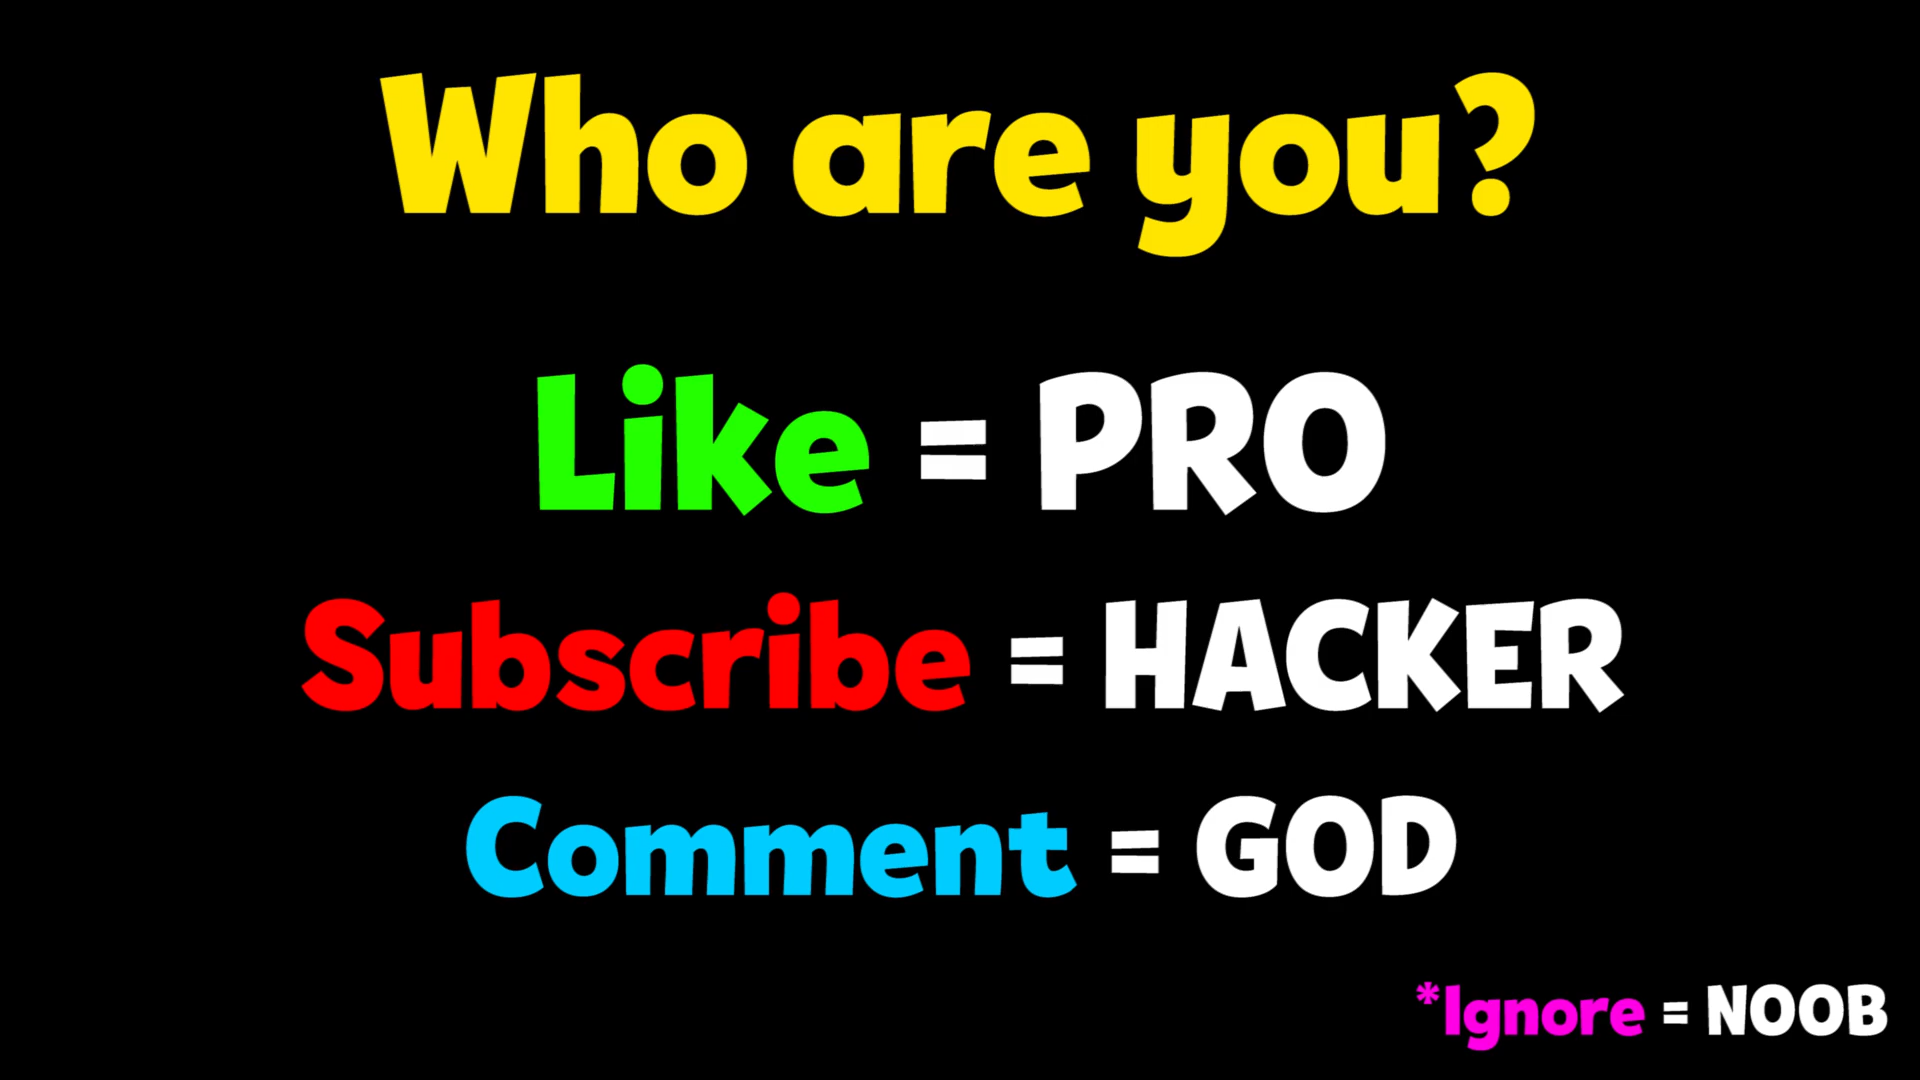 Who are you?
Like = PRO
Subscribe = HACKER
Comment = GOD
*Ignore = NOOB